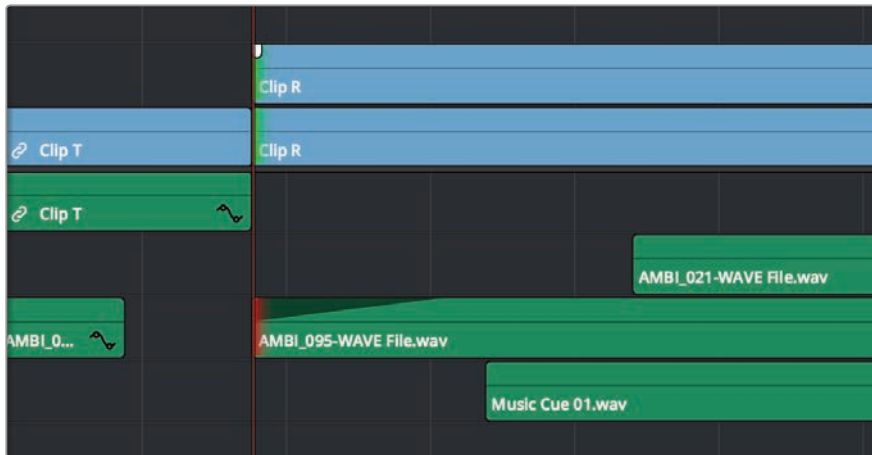 Clip R
Clip T
Clip R
Clip T
AMBI_021-WAVE File.wav
AMBI_0...
AMBI_095-WAVE File.wav
Music Cue 01.wav